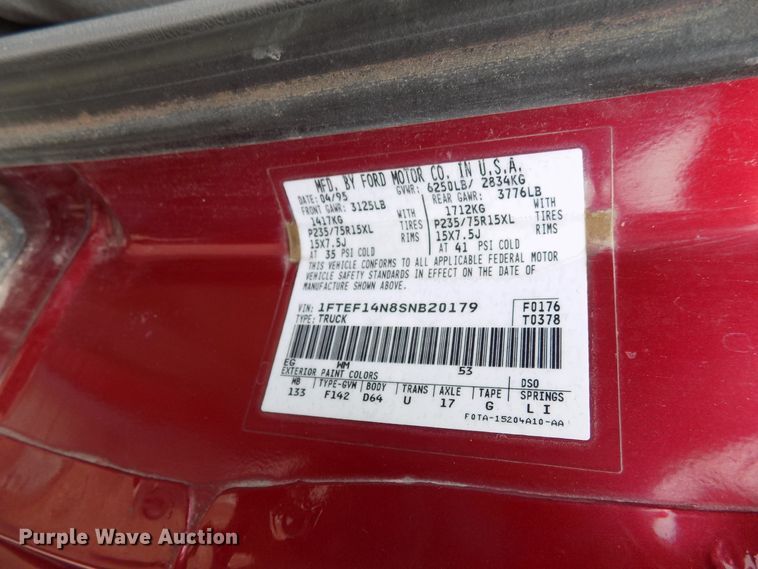 MFD. BY FORD MOTOR CO. IN U.S.A.
DATE: 04/95 GVWR: 6250LB/ 2834KG
FRONT GAWR: 3125LB REAR GAWR: 3776LB
1417KG WITH 1712KG WITH
P235/75R15XL TIRES P235/75R15XL TIRES
15X7.5J RIMS 15X7.5J RIMS
AT 35 PSI COLD AT 41 PSI COLD
THIS VEHICLE CONFORMS TO ALL APPLICABLE FEDERAL MOTOR
VEHICLE SAFETY STANDARDS IN EFFECT ON THE DATE OF
MANUFACTURE SHOWN ABOVE.
VIN: 1FTEF14N8SNB20179 F0176
TYPE: TRUCK T0378
EG WM 53
EXTERIOR PAINT COLORS DSO
WB TYPE-GVM BODY TRANS AXLE TAPE SPRINGS
133 F142 D64 U 17 G L I
F0TA-15204A10-AA
Purple Wave Auction